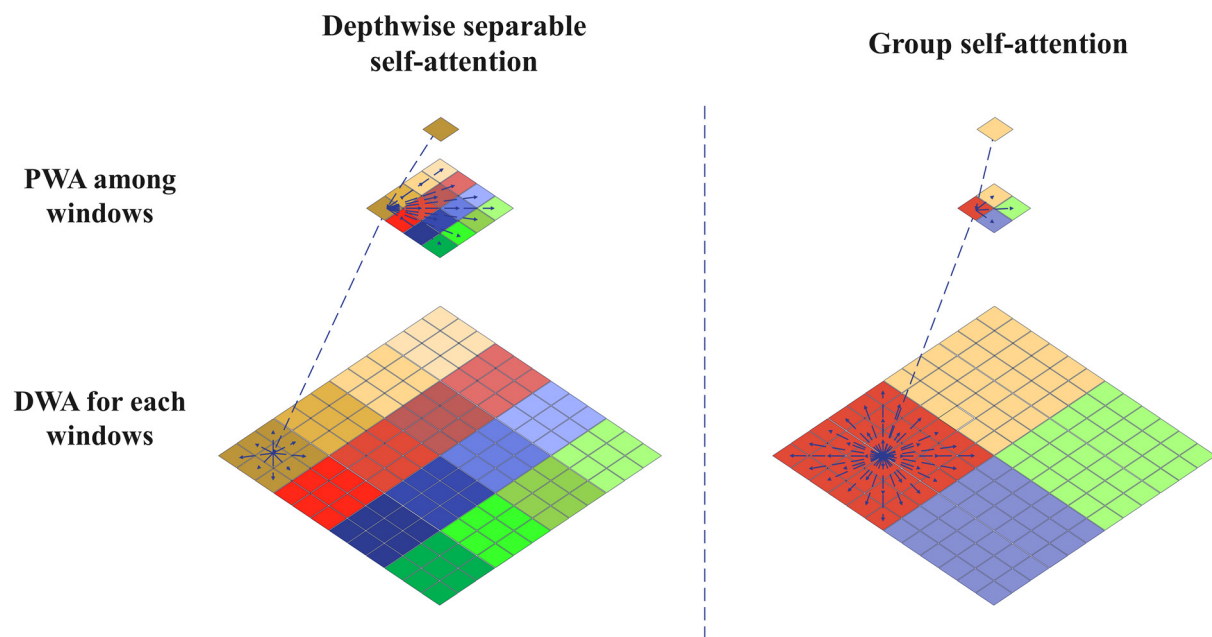 Depthwise separable
self-attention
Group self-attention
PWA among
windows
DWA for each
windows